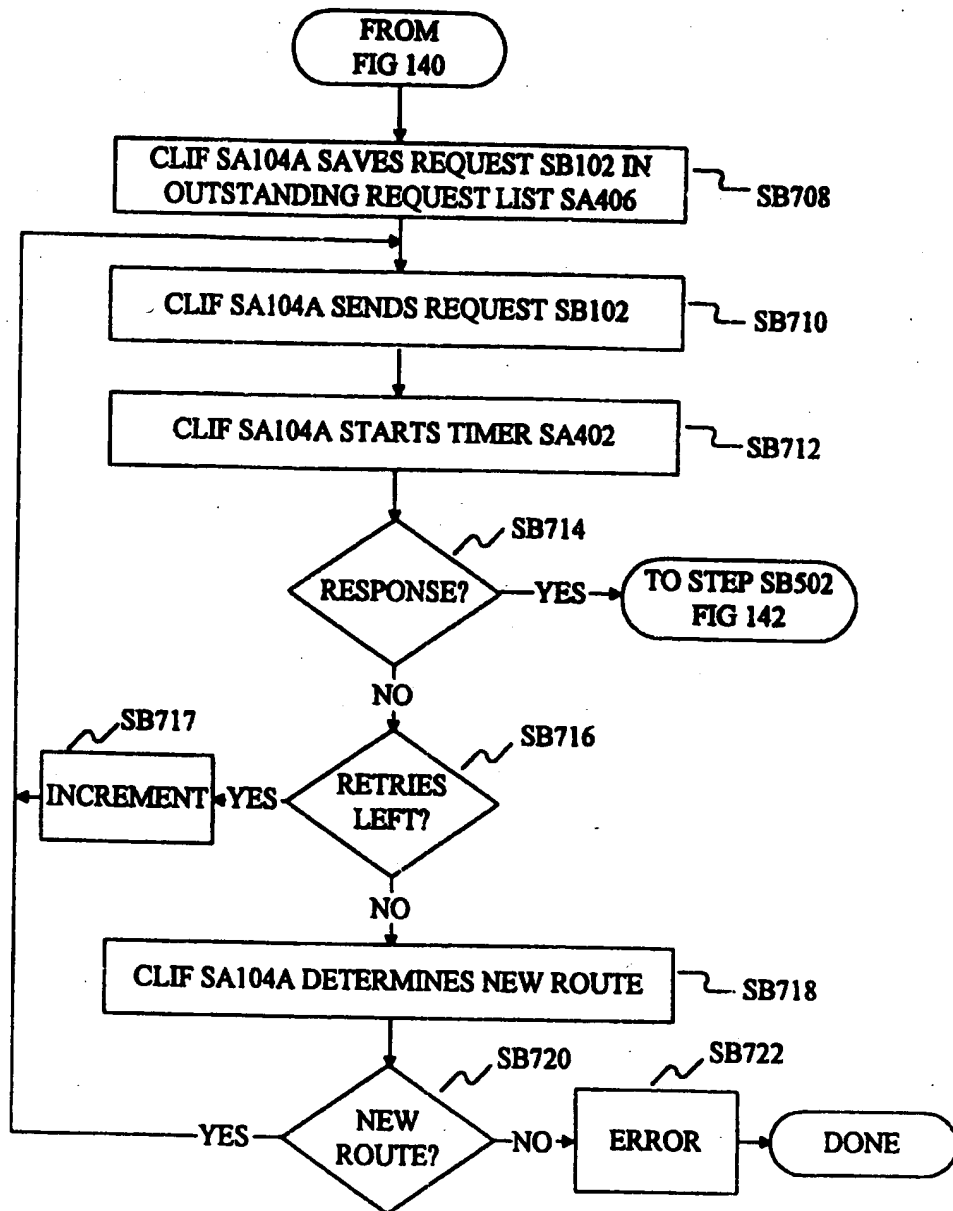 FROM
FIG 140
CLIF SA104A SAVES REQUEST SB102 IN
OUTSTANDING REQUEST LIST SA406
SB708
CLIF SA104A SENDS REQUEST SB102
SB710
CLIF SA104A STARTS TIMER SA402
SB712
SB714
RESPONSE?
YES
TO STEP SB502
FIG 142
NO
SB717
SB716
INCREMENT
YES
RETRIES
LEFT?
NO
CLIF SA104A DETERMINES NEW ROUTE
SB718
SB720
SB722
YES
NEW
ROUTE?
NO
ERROR
DONE